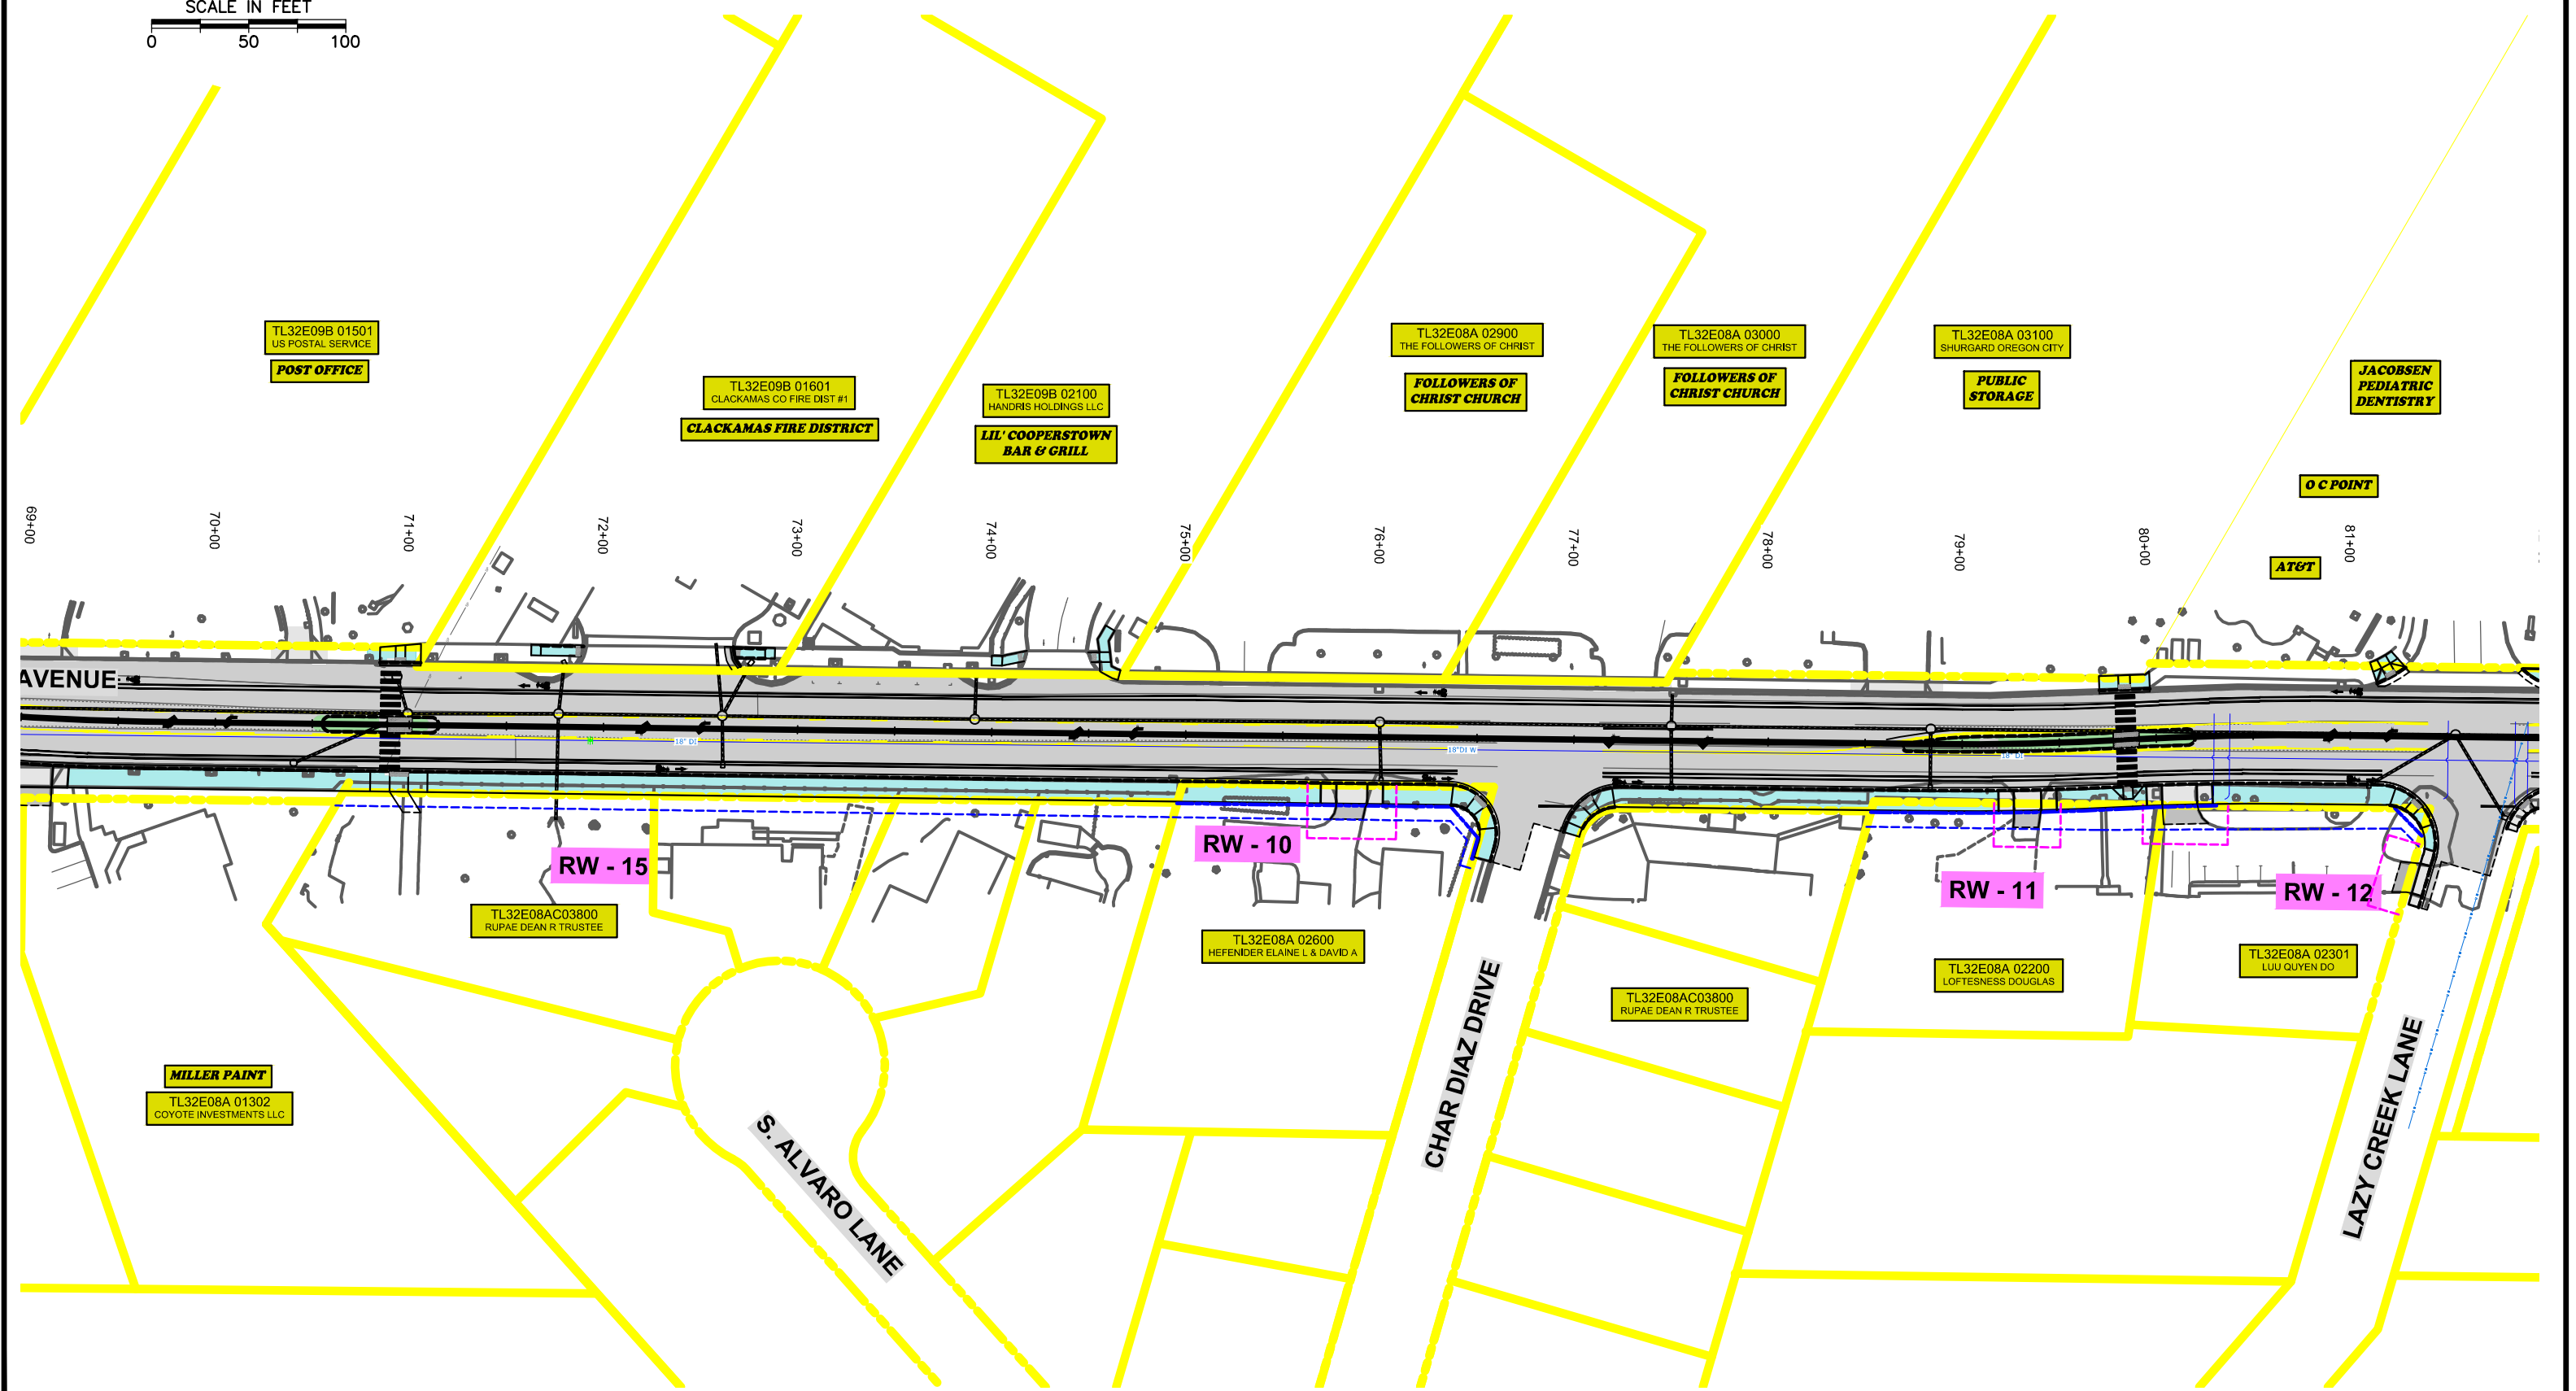 SCALE IN FEET
0 50 100
TL32E09B 01501
US POSTAL SERVICE
POST OFFICE
TL32E09B 01601
CLACKAMAS CO FIRE DIST #1
CLACKAMAS FIRE DISTRICT
TL32E09B 02100
HANDRIS HOLDINGS LLC
LIL' COOPERSTOWN
BAR & GRILL
TL32E08A 02900
THE FOLLOWERS OF CHRIST
FOLLOWERS OF
CHRIST CHURCH
TL32E08A 03000
THE FOLLOWERS OF CHRIST
FOLLOWERS OF
CHRIST CHURCH
TL32E08A 03100
SHURGARD OREGON CITY
PUBLIC
STORAGE
JACOBSEN
PEDIATRIC
DENTISTRY
O C POINT
AT&T
69+00
70+00
71+00
72+00
73+00
74+00
75+00
76+00
77+00
78+00
79+00
80+00
81+00
AVENUE
18" DI
18"DI W
18" DI
RW - 15
RW - 10
RW - 11
RW - 12
TL32E08AC03800
RUPAE DEAN R TRUSTEE
TL32E08A 02600
HEFENIDER ELAINE L & DAVID A
TL32E08AC03800
RUPAE DEAN R TRUSTEE
TL32E08A 02200
LOFTESNESS DOUGLAS
TL32E08A 02301
LUU QUYEN DO
MILLER PAINT
TL32E08A 01302
COYOTE INVESTMENTS LLC
S. ALVARO LANE
CHAR DIAZ DRIVE
LAZY CREEK LANE